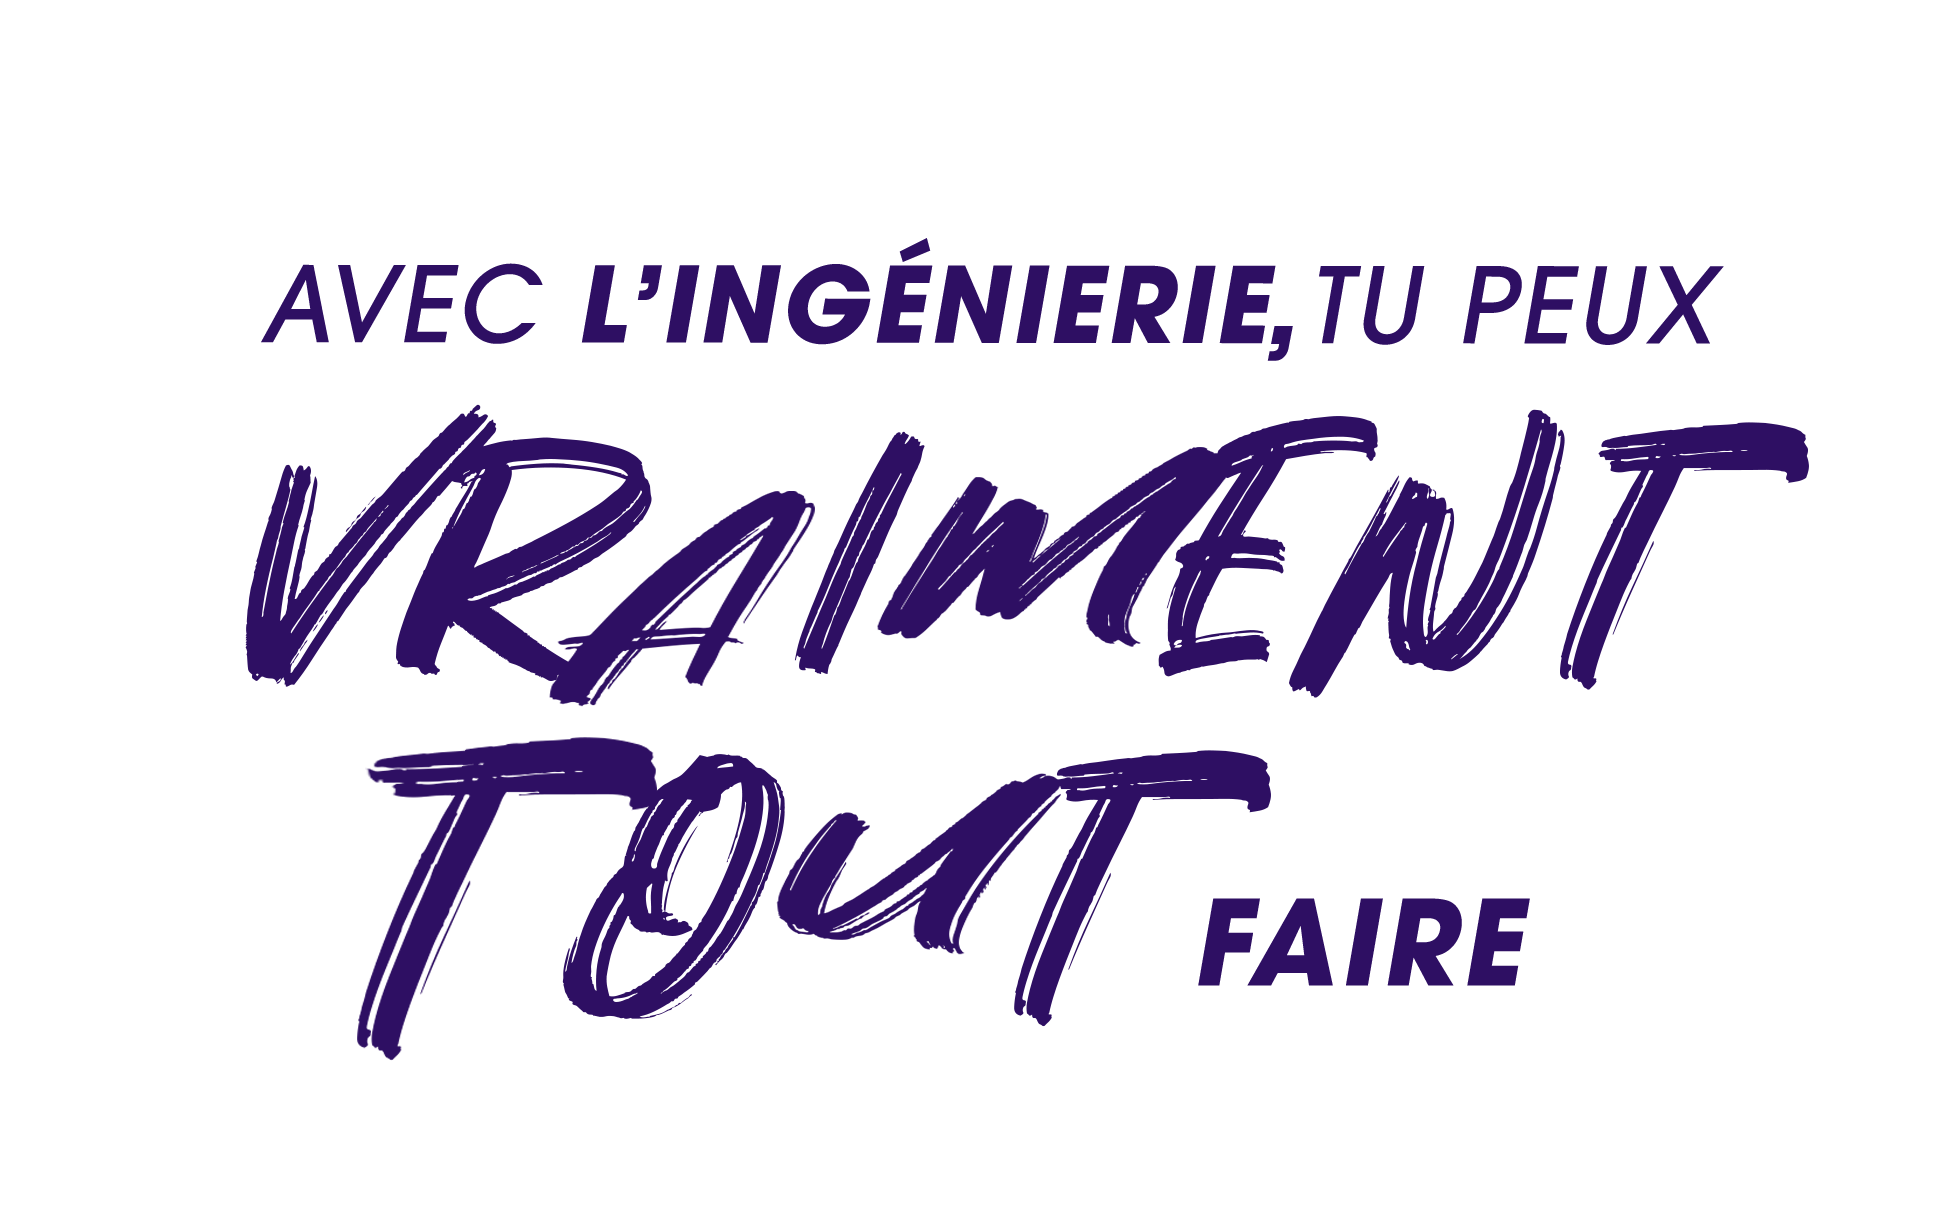 AVEC L’INGÉNIERIE, TU PEUX
VRAIMENT
TOUT FAIRE